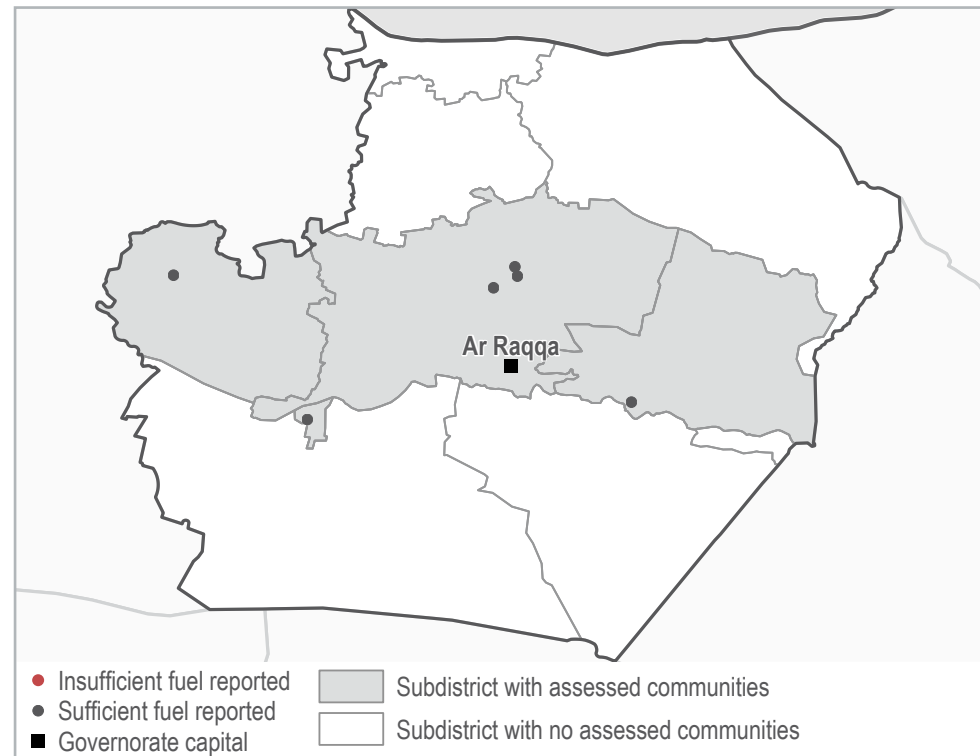 Ar Raqqa
Insufficient fuel reported
Sufficient fuel reported
Governorate capital
Subdistrict with assessed communities
Subdistrict with no assessed communities